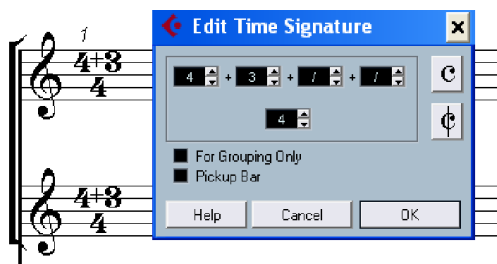 1
4+3
4
4+3
4
Edit Time Signature
4 + 3 + / + /
4
C
¢
For Grouping Only
Pickup Bar
Help Cancel OK